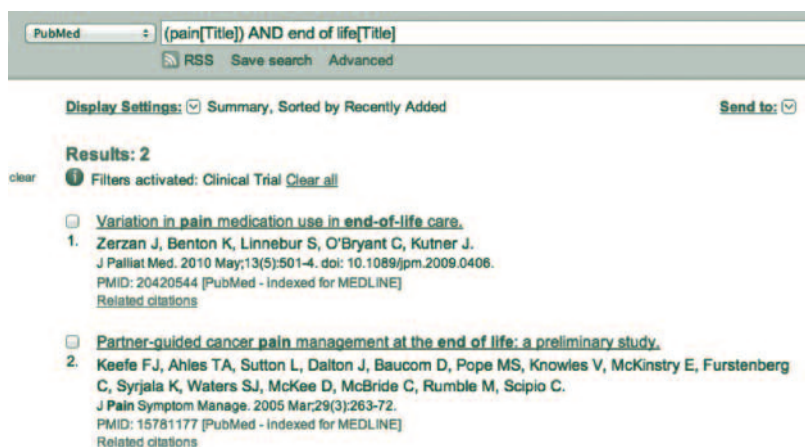 PubMed (pain[Title]) AND end of life[Title]
RSS Save search Advanced
Display Settings: Summary, Sorted by Recently Added Send to:
Results: 2
clear Filters activated: Clinical Trial Clear all
Variation in pain medication use in end-of-life care.
1. Zerzan J, Benton K, Linnebur S, O'Bryant C, Kutner J.
J Palliat Med. 2010 May;13(5):501-4. doi: 10.1089/jpm.2009.0406.
PMID: 20420544 [PubMed - indexed for MEDLINE]
Related citations
Partner-guided cancer pain management at the end of life: a preliminary study.
2. Keefe FJ, Ahles TA, Sutton L, Dalton J, Baucom D, Pope MS, Knowles V, McKinstry E, Furstenberg
C, Syrjala K, Waters SJ, McKee D, McBride C, Rumble M, Scipio C.
J Pain Symptom Manage. 2005 Mar;29(3):263-72.
PMID: 15781177 [PubMed - indexed for MEDLINE]
Related citations